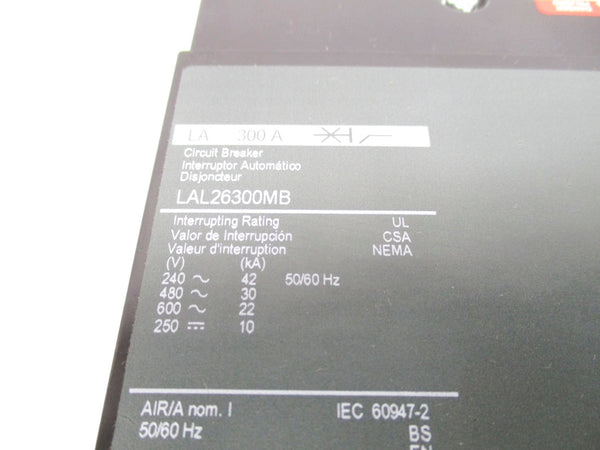 LA 300 A
Circuit Breaker
Interruptor Automático
Disjoncteur
LAL26300MB
Interrupting Rating UL
Valor de Interrupción CSA
Valeur d'interruption NEMA
(V) (kA)
240 ~ 42 50/60 Hz
480 ~ 30
600 ~ 22
250 ⎓ 10
AIR/A nom. I IEC 60947-2
50/60 Hz BS